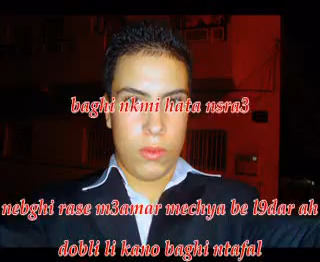 baghi nkmi hata nsra3
nebghi rase m3amar mechya be l9dar ah
dobli li kano baghi ntafal